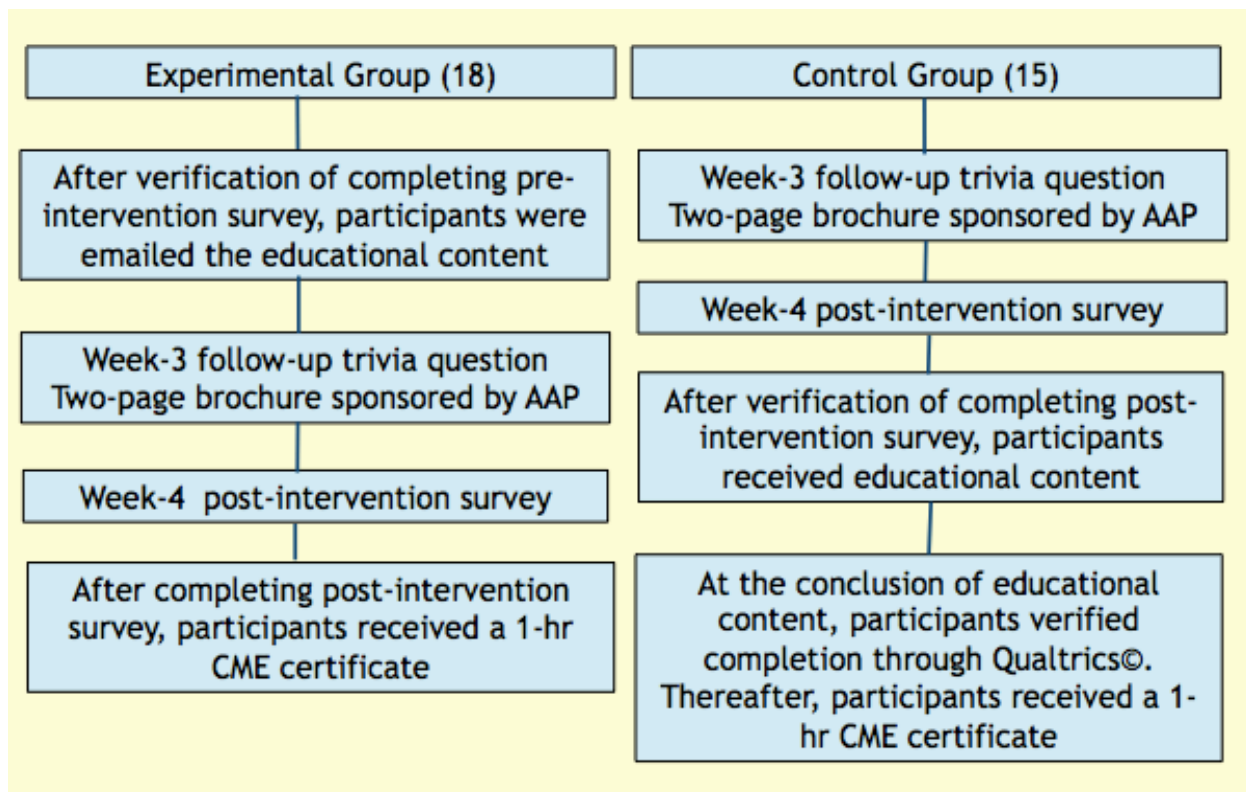 Experimental Group (18)
After verification of completing pre-
intervention survey, participants were
emailed the educational content
Week-3 follow-up trivia question
Two-page brochure sponsored by AAP
Week-4  post-intervention survey
After completing post-intervention
survey, participants received a 1-hr
CME certificate
Control Group (15)
Week-3 follow-up trivia question
Two-page brochure sponsored by AAP
Week-4 post-intervention survey
After verification of completing post-
intervention survey, participants
received educational content
At the conclusion of educational
content, participants verified
completion through Qualtrics©.
Thereafter, participants received a 1-
hr CME certificate